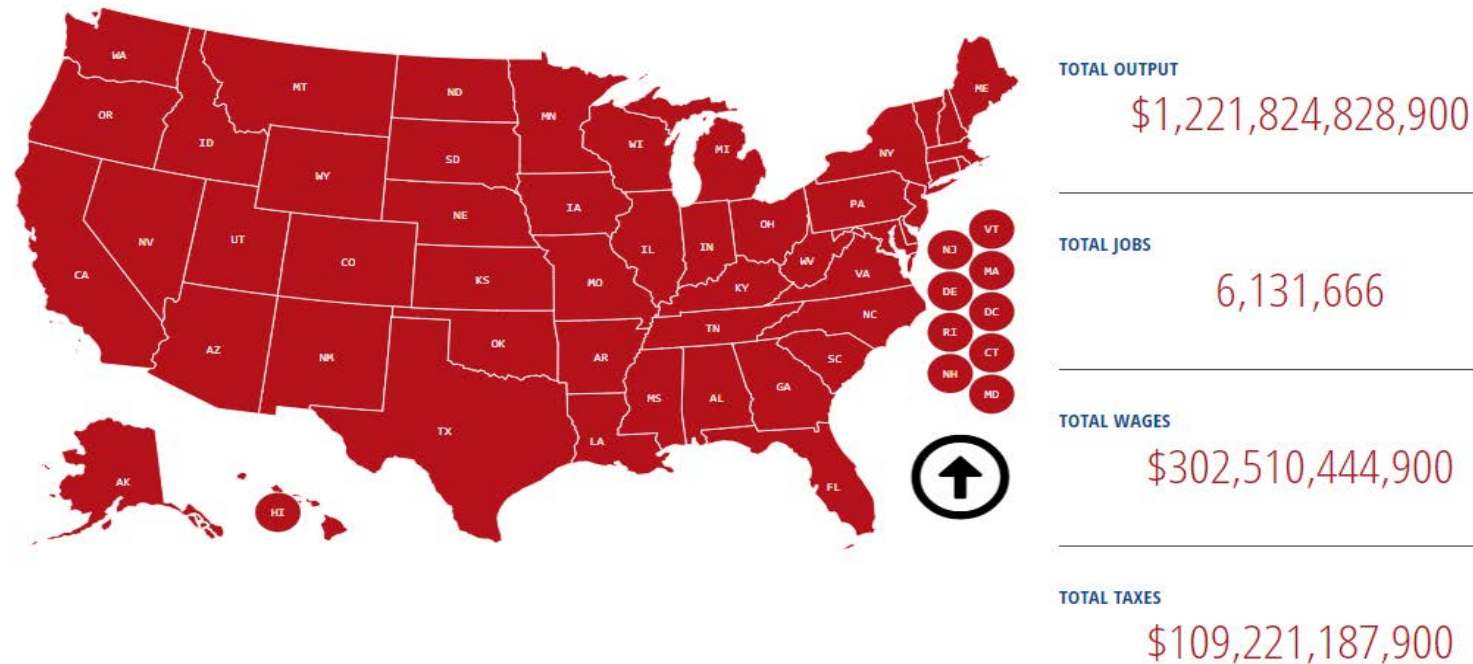 WA
MT
ND
MN
ME
OR
ID
SD
WI
MI
NY
WY
IA
PA
NE
OH
NV
UT
CO
IL
IN
WV
VA
CA
KS
MO
KY
AZ
NM
OK
AR
TN
NC
SC
MS
AL
GA
TX
LA
FL
AK
HI
VT
NJ
MA
DE
DC
RI
CT
NH
MD
TOTAL OUTPUT
$1,221,824,828,900
TOTAL JOBS
6,131,666
TOTAL WAGES
$302,510,444,900
TOTAL TAXES
$109,221,187,900